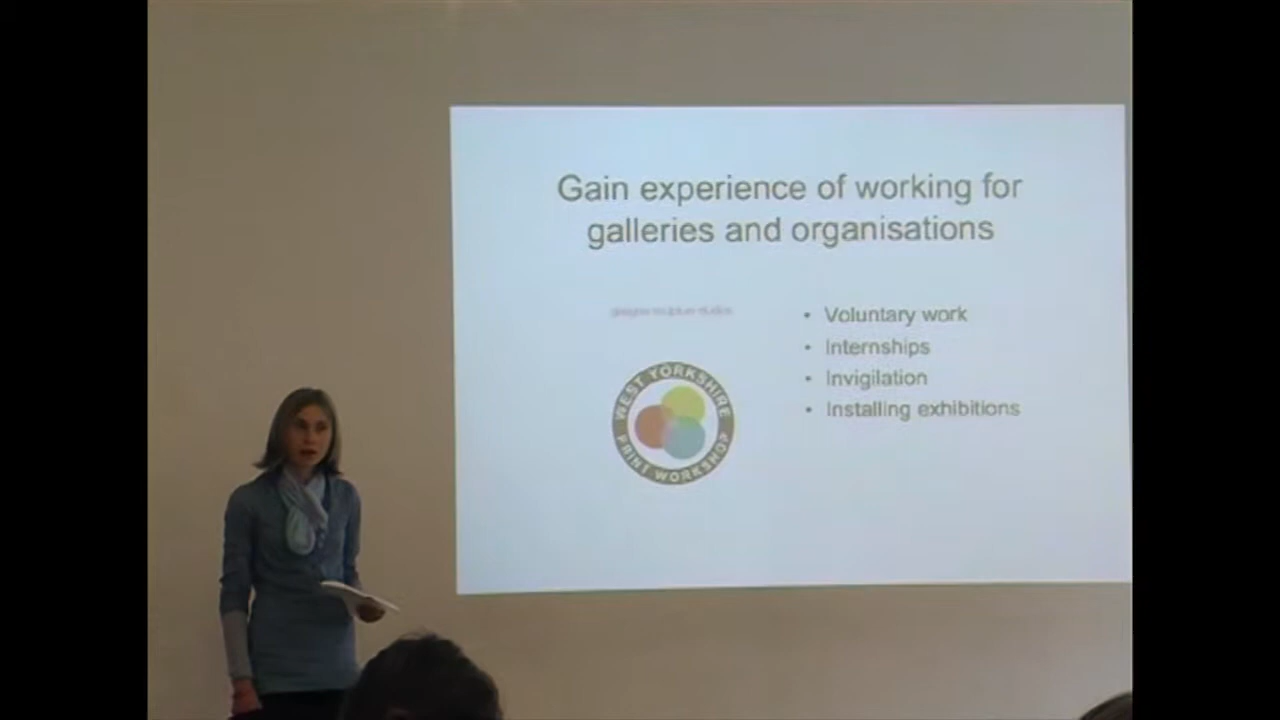 Gain experience of working for
galleries and organisations
• Voluntary work
• Internships
• Invigilation
• Installing exhibitions
WEST YORKSHIRE
PRINT WORKSHOP